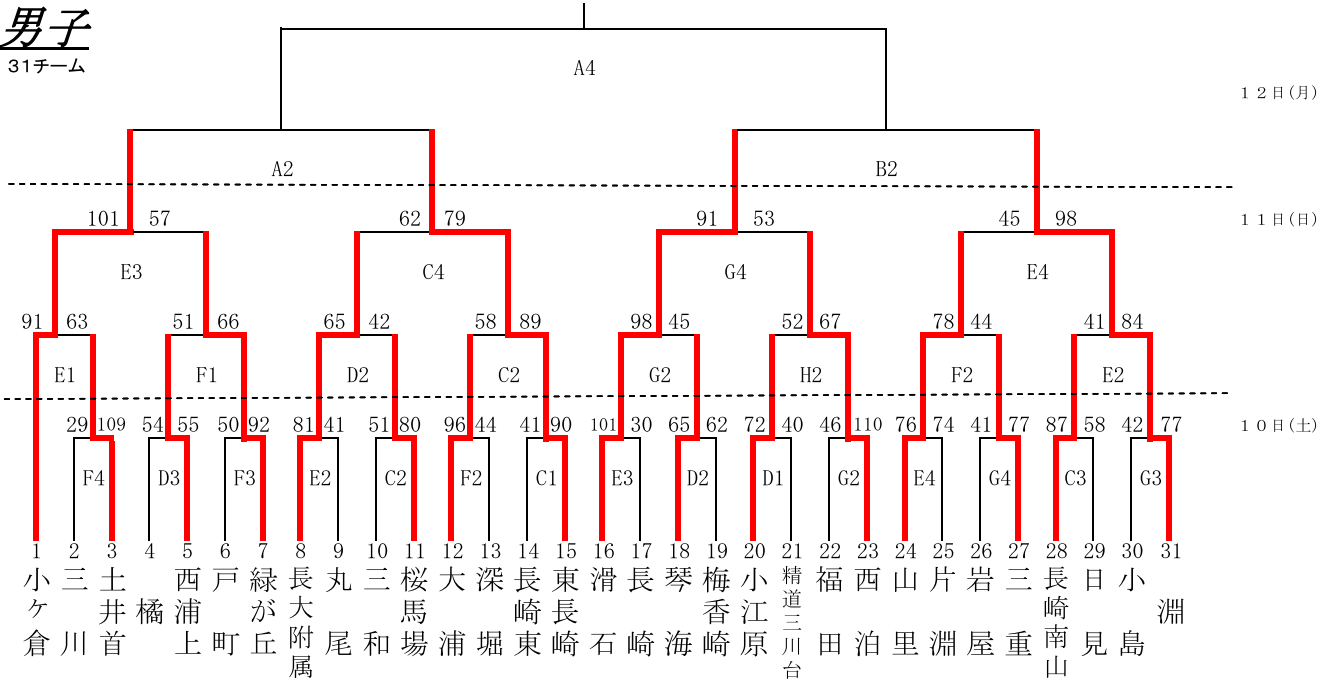 男子
31チーム
A4
１２日(月)
A2 B2
101 57 62 79 91 53 45 98 １１日(日)
E3 C4 G4 E4
91 63 51 66 65 42 58 89 98 45 52 67 78 44 41 84
E1 F1 D2 C2 G2 H2 F2 E2
29 109 54 55 50 92 81 41 51 80 96 44 41 90 101 30 65 62 72 40 46 110 76 74 41 77 87 58 42 77 １０日(土)
F4 D3 F3 E2 C2 F2 C1 E3 D2 D1 G2 E4 G4 C3 G3
1 2 3 4 5 6 7 8 9 10 11 12 13 14 15 16 17 18 19 20 21 22 23 24 25 26 27 28 29 30 31
小ケ倉
三川
土井首
橘
西浦上
戸町
緑が丘
長大附属
丸尾
三和
桜馬場
大浦
深堀
長崎東
東長崎
滑石
長崎
琴海
梅香崎
小江原
精道三川台
福田
西泊
山里
片淵
岩屋
三重
長崎南山
日見
小島
淵